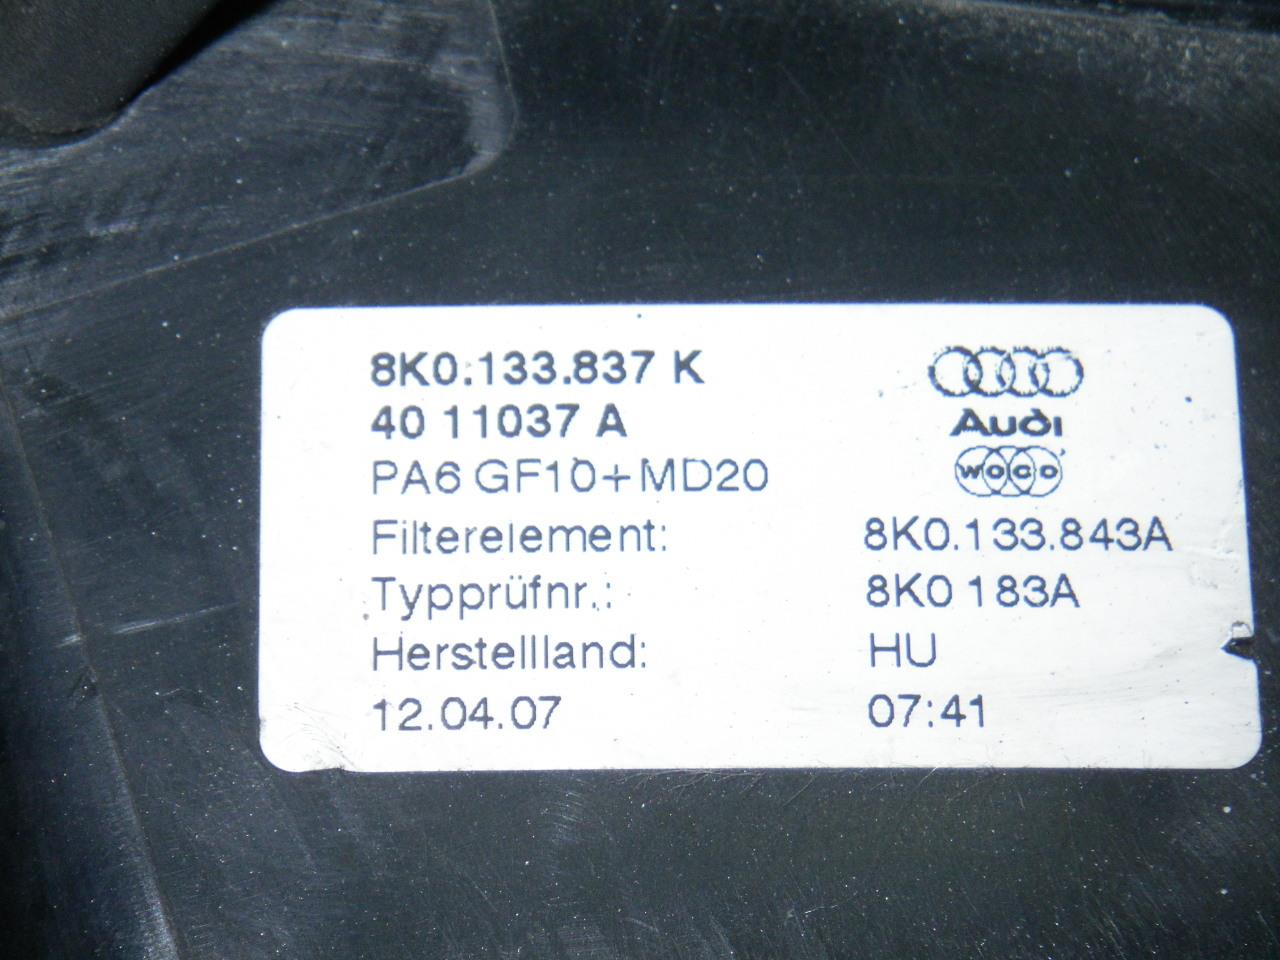 8K0.133.837 K
40 11037 A
Audi
PA6 GF10+MD20
WOCO
Filterelement: 8K0.133.843A
Typprüfnr.: 8K0 183A
Herstellland: HU
12.04.07 07:41